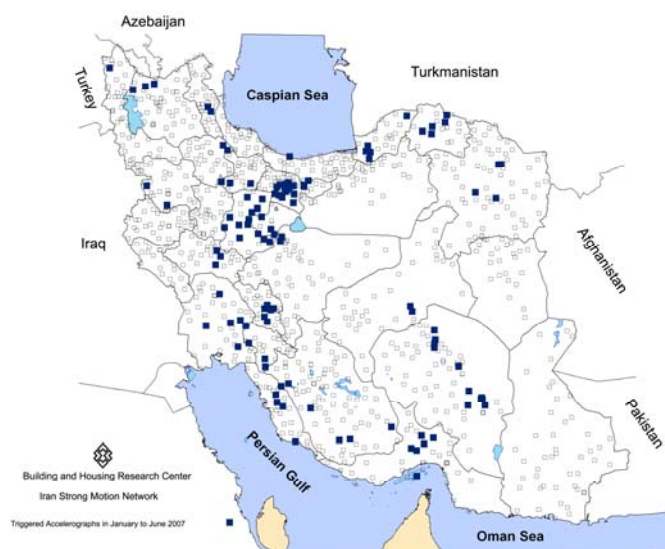 Azebaijan
Turkey
Caspian Sea
Turkmanistan
Iraq
Afghanistan
Pakistan
Persian Gulf
Building and Housing Research Center
Iran Strong Motion Network
Triggered Accelerographs in January to June 2007
Oman Sea